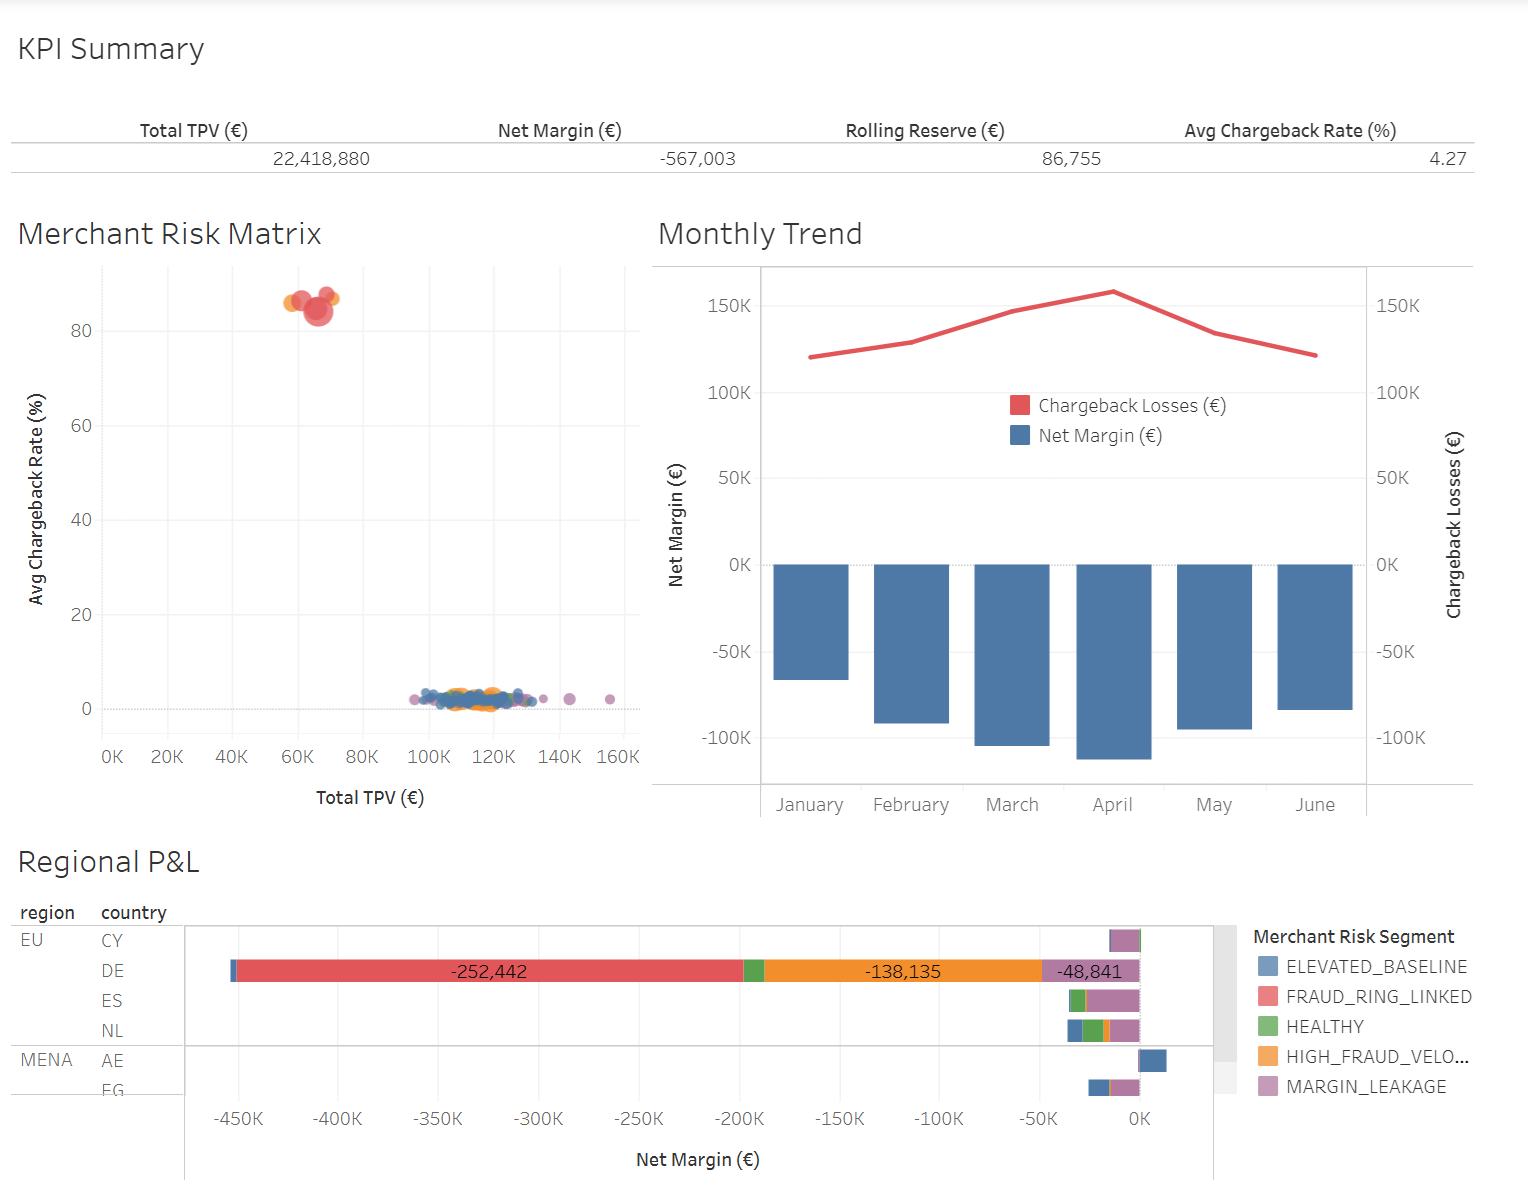 KPI Summary
Total TPV (€) Net Margin (€) Rolling Reserve (€) Avg Chargeback Rate (%)
22,418,880 -567,003 86,755 4.27
Merchant Risk Matrix
Avg Chargeback Rate (%)
80
60
40
20
0
0K 20K 40K 60K 80K 100K 120K 140K 160K
Total TPV (€)
Monthly Trend
Net Margin (€)
150K
100K
50K
0K
-50K
-100K
Chargeback Losses (€)
Net Margin (€)
150K
100K
50K
0K
-50K
-100K
Chargeback Losses (€)
January February March April May June
Regional P&L
region country
EU CY
DE -252,442 -138,135 -48,841
ES
NL
MENA AE
EG
-450K -400K -350K -300K -250K -200K -150K -100K -50K 0K
Net Margin (€)
Merchant Risk Segment
ELEVATED_BASELINE
FRAUD_RING_LINKED
HEALTHY
HIGH_FRAUD_VELO...
MARGIN_LEAKAGE